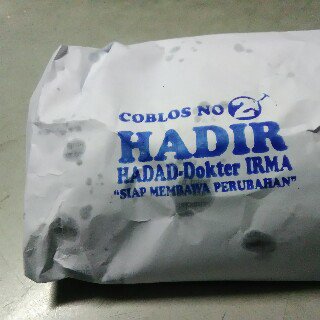 COBLOS NO 2
HADIR
HADAD-Dokter IRMA
"SIAP MEMBAWA PERUBAHAN"